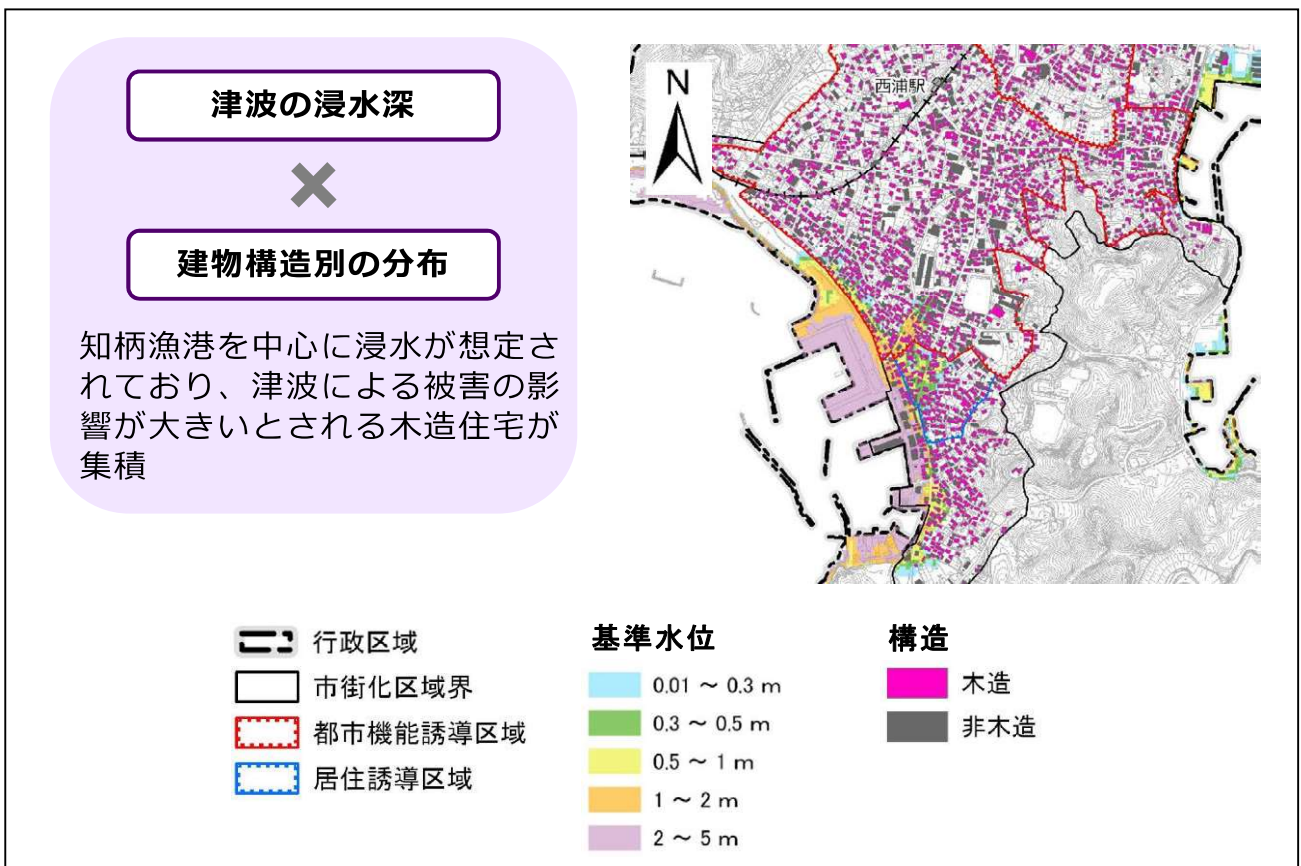 津波の浸水深
×
建物構造別の分布
知柄漁港を中心に浸水が想定さ
れており、津波による被害の影
響が大きいとされる木造住宅が
集積
N
西浦駅
行政区域
市街化区域界
都市機能誘導区域
居住誘導区域
基準水位
0.01 ～ 0.3 m
0.3 ～ 0.5 m
0.5 ～ 1 m
1 ～ 2 m
2 ～ 5 m
構造
木造
非木造